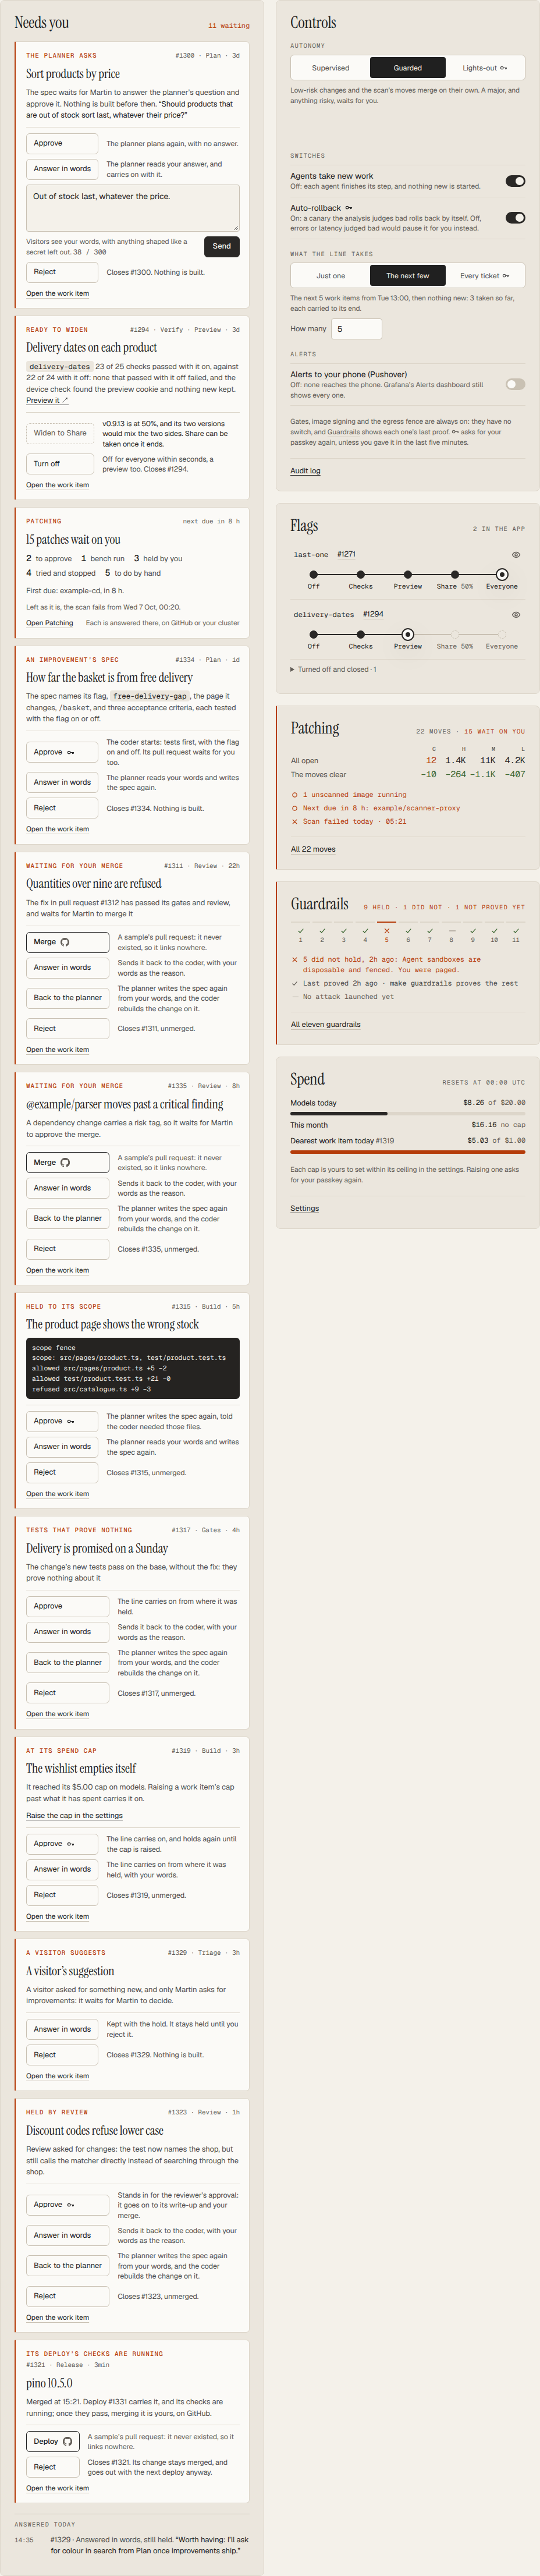 Needs you
11 waiting
THE PLANNER ASKS
#1300 · Plan · 3d
Sort products by price
The spec waits for Martin to answer the planner's question and
approve it. Nothing is built before then. “Should products that
are out of stock sort last, whatever their price?”
Approve
The planner plans again, with no answer.
Answer in words
The planner reads your answer, and
carries on with it.
Out of stock last, whatever the price.
Visitors see your words, with anything shaped like a
secret left out. 38 / 300
Send
Reject
Closes #1300. Nothing is built.
Open the work item
READY TO WIDEN
#1294 · Verify · Preview · 3d
Delivery dates on each product
delivery-dates 23 of 25 checks passed with it on, against
22 of 24 with it off: none that passed with it off failed, and the
device check found the preview cookie and nothing new kept.
Preview it ↗
Widen to Share
v0.9.13 is at 50%, and its two versions
would mix the two sides. Share can be
taken once it ends.
Turn off
Off for everyone within seconds, a
preview too. Closes #1294.
Open the work item
PATCHING
next due in 8 h
15 patches wait on you
2 to approve 1 bench run 3 held by you
4 tried and stopped 5 to do by hand
First due: example-cd, in 8 h.
Left as it is, the scan fails from Wed 7 Oct, 00:20.
Open Patching
Each is answered there, on GitHub or your cluster
AN IMPROVEMENT'S SPEC
#1334 · Plan · 1d
How far the basket is from free delivery
The spec names its flag, free-delivery-gap, the page it
changes, /basket, and three acceptance criteria, each tested
with the flag on or off.
Approve
The coder starts: tests first, with the flag
on and off. Its pull request waits for you
too.
Answer in words
The planner reads your words and writes
the spec again.
Reject
Closes #1334. Nothing is built.
Open the work item
WAITING FOR YOUR MERGE
#1311 · Review · 22h
Quantities over nine are refused
The fix in pull request #1312 has passed its gates and review,
and waits for Martin to merge it
Merge
A sample's pull request: it never
existed, so it links nowhere.
Answer in words
Sends it back to the coder, with your
words as the reason.
Back to the planner
The planner writes the spec again
from your words, and the coder
rebuilds the change on it.
Reject
Closes #1311, unmerged.
Open the work item
WAITING FOR YOUR MERGE
#1335 · Review · 8h
@example/parser moves past a critical finding
A dependency change carries a risk tag, so it waits for Martin
to approve the merge.
Merge
A sample's pull request: it never
existed, so it links nowhere.
Answer in words
Sends it back to the coder, with your
words as the reason.
Back to the planner
The planner writes the spec again
from your words, and the coder
rebuilds the change on it.
Reject
Closes #1335, unmerged.
Open the work item
HELD TO ITS SCOPE
#1315 · Build · 5h
The product page shows the wrong stock
scope fence
scope: src/pages/product.ts, test/product.test.ts
allowed src/pages/product.ts +5 −2
allowed test/product.test.ts +21 −0
refused src/catalogue.ts +9 −3
Approve
The planner writes the spec again, told
the coder needed those files.
Answer in words
The planner reads your words and writes
the spec again.
Reject
Closes #1315, unmerged.
Open the work item
TESTS THAT PROVE NOTHING
#1317 · Gates · 4h
Delivery is promised on a Sunday
The change's new tests pass on the base, without the fix: they
prove nothing about it
Approve
The line carries on from where it was
held.
Answer in words
Sends it back to the coder, with your
words as the reason.
Back to the planner
The planner writes the spec again
from your words, and the coder
rebuilds the change on it.
Reject
Closes #1317, unmerged.
Open the work item
AT ITS SPEND CAP
#1319 · Build · 3h
The wishlist empties itself
It reached its $5.00 cap on models. Raising a work item's cap
past what it has spent carries it on.
Raise the cap in the settings
Approve
The line carries on, and holds again until
the cap is raised.
Answer in words
The line carries on from where it was
held, with your words.
Reject
Closes #1319, unmerged.
Open the work item
A VISITOR SUGGESTS
#1329 · Triage · 3h
A visitor's suggestion
A visitor asked for something new, and only Martin asks for
improvements: it waits for Martin to decide.
Answer in words
Kept with the hold. It stays held until you
reject it.
Reject
Closes #1329. Nothing is built.
Open the work item
HELD BY REVIEW
#1323 · Review · 1h
Discount codes refuse lower case
Review asked for changes: the test now names the shop, but
still calls the matcher directly instead of searching through the
shop.
Approve
Stands in for the reviewer's approval:
it goes on to its write-up and your
merge.
Answer in words
Sends it back to the coder, with your
words as the reason.
Back to the planner
The planner writes the spec again
from your words, and the coder
rebuilds the change on it.
Reject
Closes #1323, unmerged.
Open the work item
ITS DEPLOY'S CHECKS ARE RUNNING
#1321 · Release · 3min
pino 10.5.0
Merged at 15:21. Deploy #1331 carries it, and its checks are
running; once they pass, merging it is yours, on GitHub.
Deploy
A sample's pull request: it never existed, so it
links nowhere.
Reject
Closes #1321. Its change stays merged, and
goes out with the next deploy anyway.
Open the work item
ANSWERED TODAY
14:35
#1329 · Answered in words, still held. “Worth having: I'll ask
for colour in search from Plan once improvements ship.”
Controls
AUTONOMY
Supervised
Guarded
Lights-out
Low-risk changes and the scan's moves merge on their own. A major, and
anything risky, waits for you.
SWITCHES
Agents take new work
Off: each agent finishes its step, and nothing new is started.
Auto-rollback
On: a canary the analysis judges bad rolls back by itself. Off,
errors or latency judged bad would pause it for you instead.
WHAT THE LINE TAKES
Just one
The next few
Every ticket
The next 5 work items from Tue 13:00, then nothing new: 3 taken so far,
each carried to its end.
How many 5
ALERTS
Alerts to your phone (Pushover)
Off: none reaches the phone. Grafana's Alerts dashboard still
shows every one.
Gates, image signing and the egress fence are always on: they have no
switch, and Guardrails shows each one's last proof. asks for your
passkey again, unless you gave it in the last five minutes.
Audit log
Flags
2 IN THE APP
last-one #1271
Off Checks Preview Share 50% Everyone
delivery-dates #1294
Off Checks Preview Share 50% Everyone
▶ Turned off and closed · 1
Patching
22 MOVES · 15 WAIT ON YOU
C H M L
All open 12 1.4K 11K 4.2K
The moves clear −10 −264 −1.1K −407
1 unscanned image running
Next due in 8 h: example/scanner-proxy
Scan failed today · 05:21
All 22 moves
Guardrails
9 HELD · 1 DID NOT · 1 NOT PROVED YET
1 2 3 4 5 6 7 8 9 10 11
5 did not hold, 2h ago: Agent sandboxes are
disposable and fenced. You were paged.
Last proved 2h ago · make guardrails proves the rest
No attack launched yet
All eleven guardrails
Spend
RESETS AT 00:00 UTC
Models today
$8.26 of $20.00
This month
$16.16 no cap
Dearest work item today #1319
$5.03 of $1.00
Each cap is yours to set within its ceiling in the settings. Raising one asks
for your passkey again.
Settings